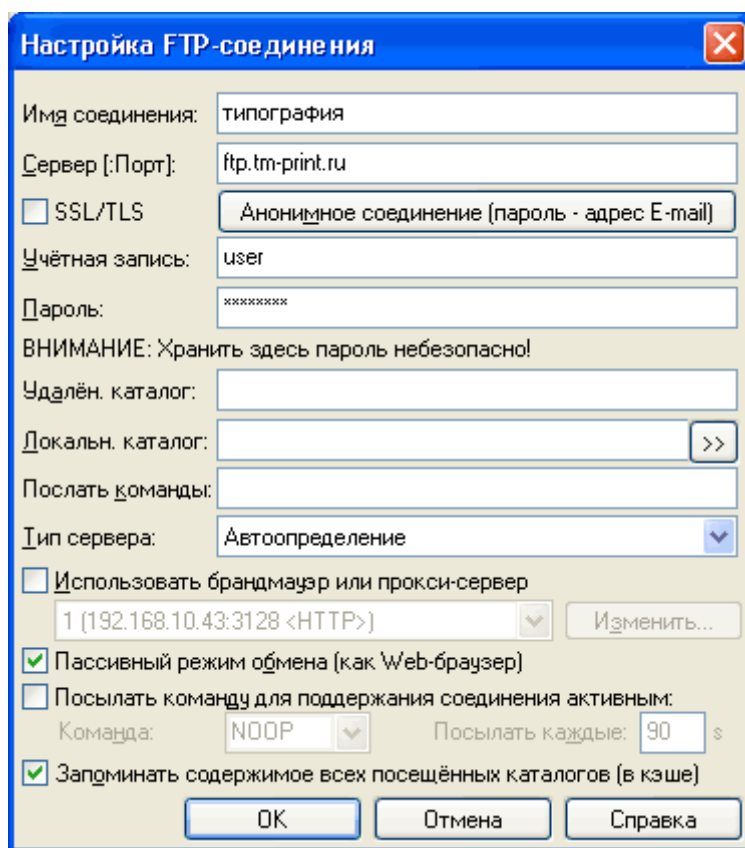 Настройка FTP-соединения
Имя соединения: типография
Сервер [:Порт]: ftp.tm-print.ru
SSL/TLS Анонимное соединение (пароль - адрес E-mail)
Учётная запись: user
Пароль: ********
ВНИМАНИЕ: Хранить здесь пароль небезопасно!
Удалён. каталог:
Локальн. каталог: >>
Послать команды:
Тип сервера: Автоопределение
Использовать брандмауэр или прокси-сервер
1 (192.168.10.43:3128 <HTTP>) Изменить...
Пассивный режим обмена (как Web-браузер)
Посылать команду для поддержания соединения активным:
Команда: NOOP Посылать каждые: 90 s
Запоминать содержимое всех посещённых каталогов (в кэше)
OK Отмена Справка